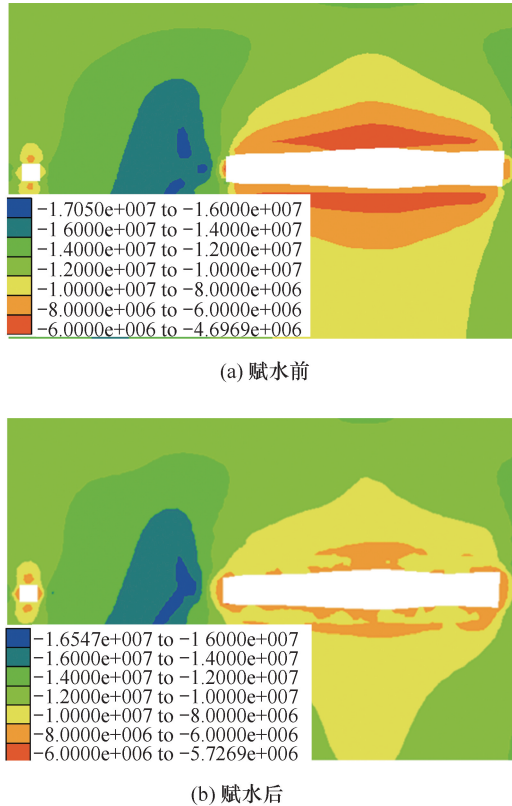 -1.7050e+007 to -1.6000e+007
-1 6000e+007 to -1.4000e+007
-1.4000e+007 to -1.2000e+007
-1.2000e+007 to -1.0000e+007
-1.0000e+007 to -8.0000e+006
-8.0000e+006 to -6.0000e+006
-6.0000e+006 to -4.6969e+006
(a) 赋水前
-1.6547e+007 to -1 6000e+007
-1.6000e+007 to -1.4000e+007
-1.4000e+007 to -1.2000e+007
-1.2000e+007 to -1.0000e+007
-1.0000e+007 to -8.0000e+006
-8.0000e+006 to -6.0000e+006
-6.0000e+006 to -5.7269e+006
(b) 赋水后